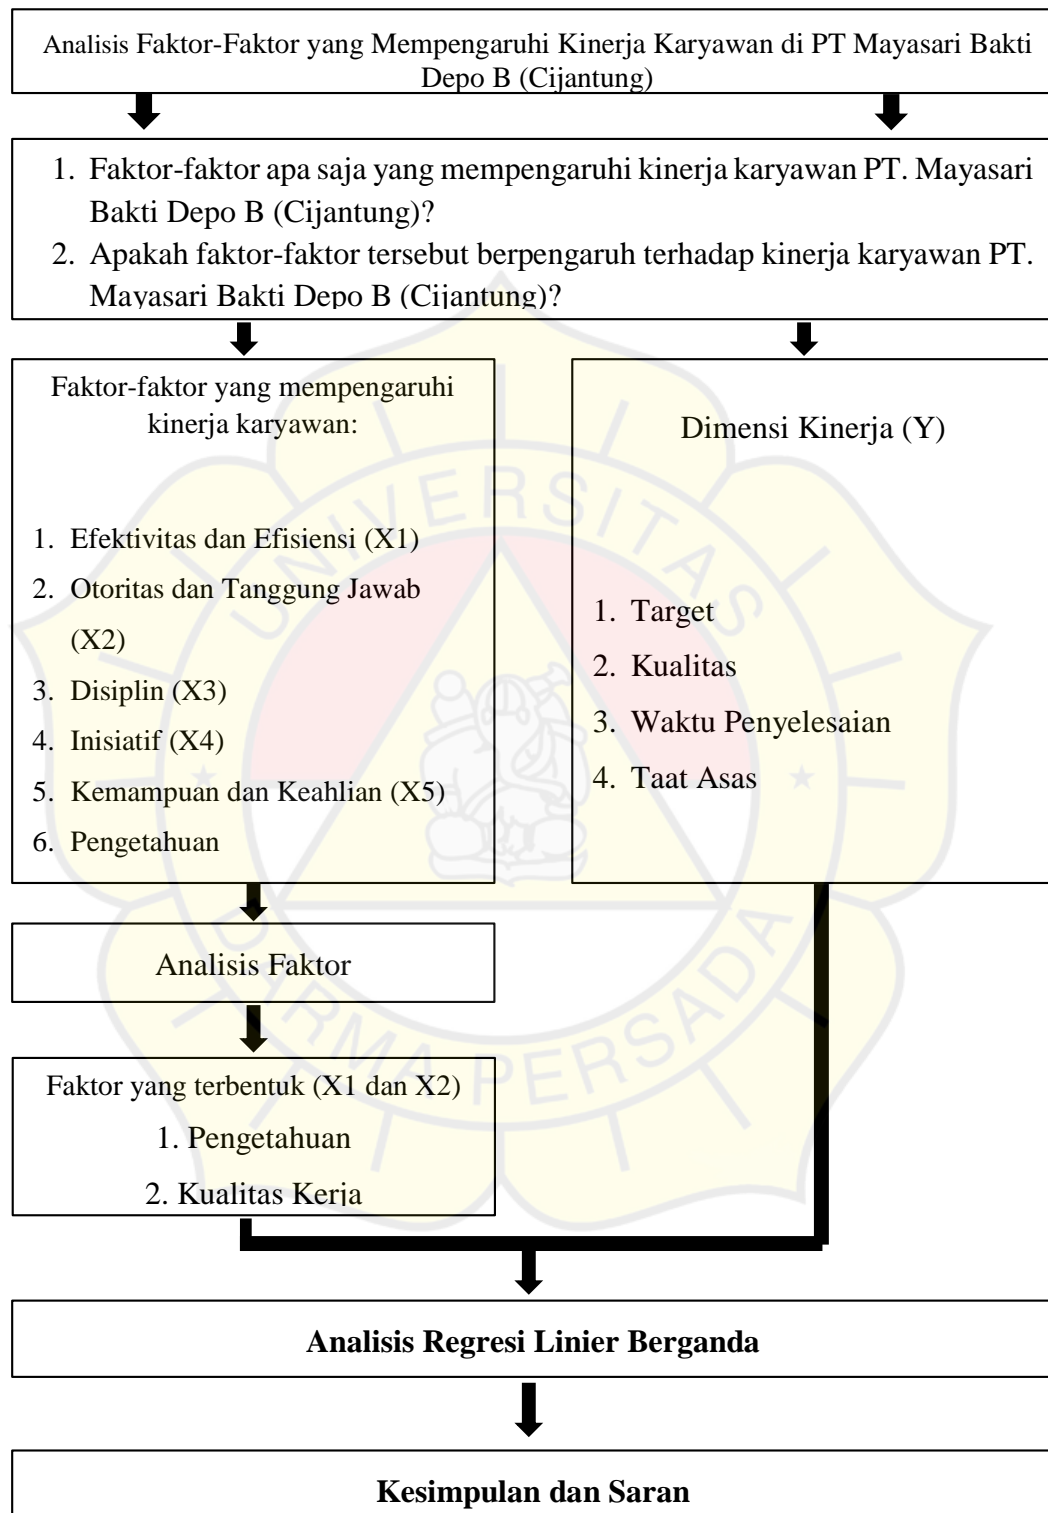 Analisis Faktor-Faktor yang Mempengaruhi Kinerja Karyawan di PT Mayasari Bakti
Depo B (Cijantung)
1. Faktor-faktor apa saja yang mempengaruhi kinerja karyawan PT. Mayasari
Bakti Depo B (Cijantung)?
2. Apakah faktor-faktor tersebut berpengaruh terhadap kinerja karyawan PT.
Mayasari Bakti Depo B (Cijantung)?
Faktor-faktor yang mempengaruhi
kinerja karyawan:
1. Efektivitas dan Efisiensi (X1)
2. Otoritas dan Tanggung Jawab
(X2)
3. Disiplin (X3)
4. Inisiatif (X4)
5. Kemampuan dan Keahlian (X5)
6. Pengetahuan
Dimensi Kinerja (Y)
1. Target
2. Kualitas
3. Waktu Penyelesaian
4. Taat Asas
Analisis Faktor
Faktor yang terbentuk (X1 dan X2)
1. Pengetahuan
2. Kualitas Kerja
Analisis Regresi Linier Berganda
Kesimpulan dan Saran
UNIVERSITAS
DARMA PERSADA